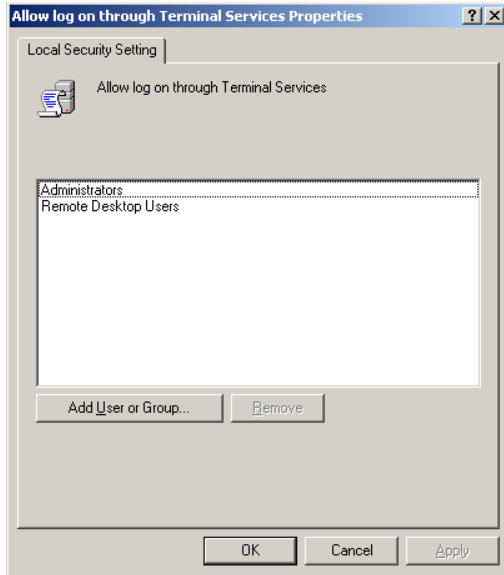 Allow log on through Terminal Services Properties
Local Security Setting
Allow log on through Terminal Services
Administrators
Remote Desktop Users
Add User or Group...
Remove
OK
Cancel
Apply